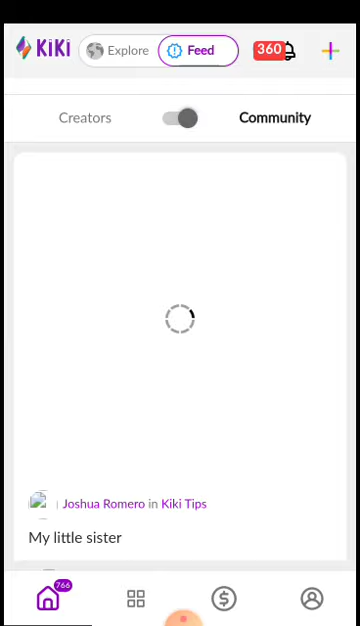 KiKi Explore Feed 360
Creators Community
Joshua Romero in Kiki Tips
My little sister
766